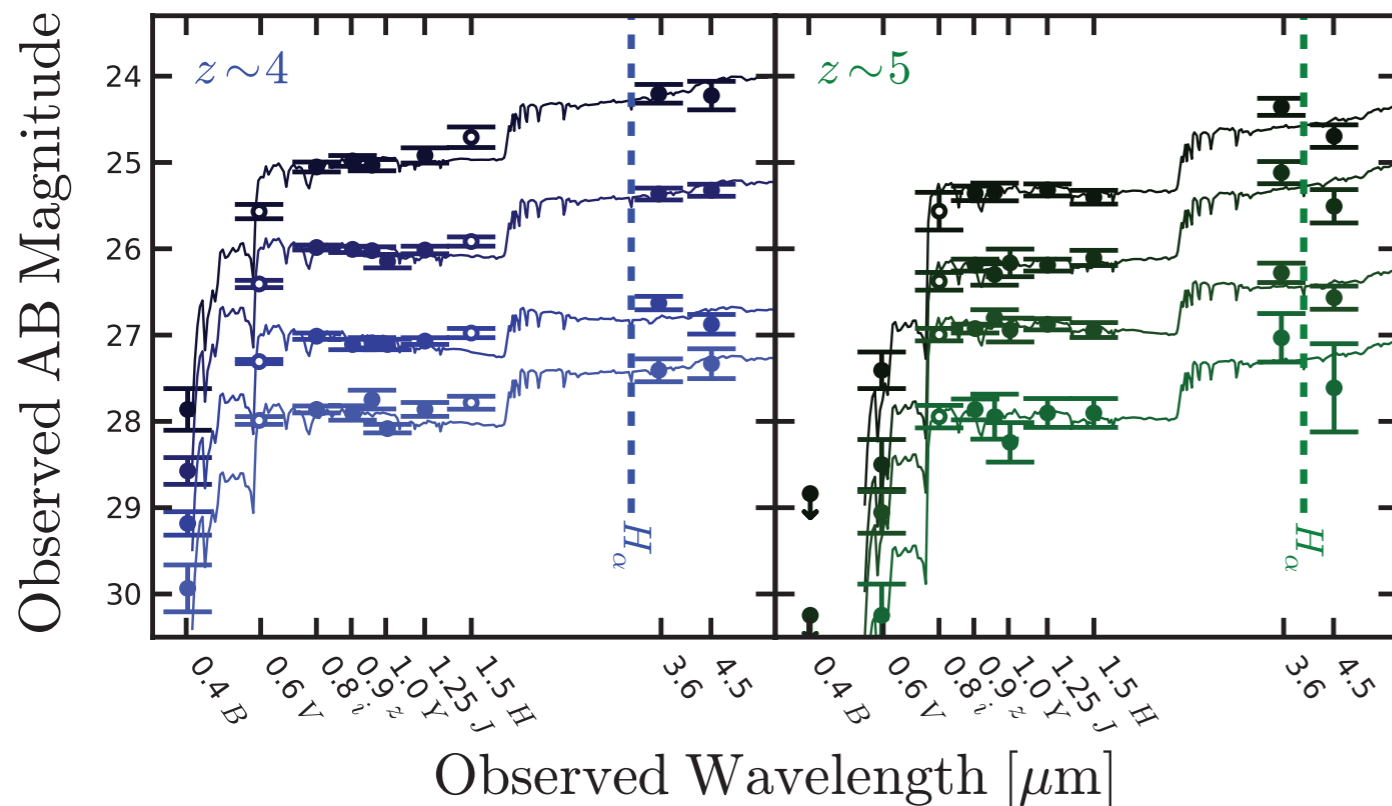 Observed AB Magnitude
24
25
26
27
28
29
30
z ~4
Hα
z ~5
Hα
0.4 B
0.6 V
0.8 i
0.9 z
1.0 Y
1.25 J
1.5 H
3.6
4.5
0.4 B
0.6 V
0.8 i
0.9 z
1.0 Y
1.25 J
1.5 H
3.6
4.5
Observed Wavelength [μm]